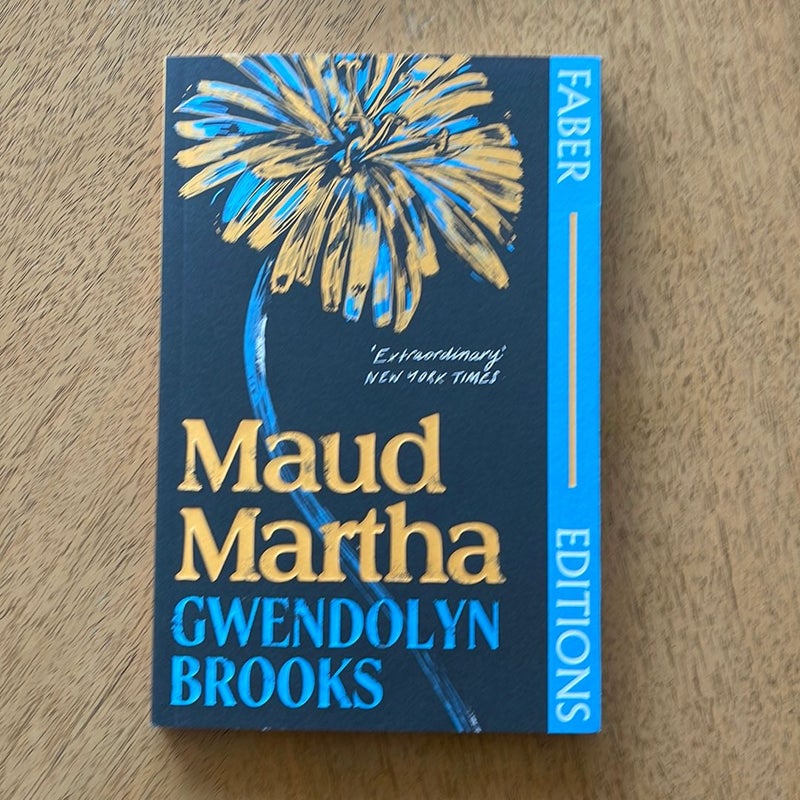 'Extraordinary'
NEW YORK TIMES
Maud
Martha
GWENDOLYN
BROOKS
FABER
EDITIONS